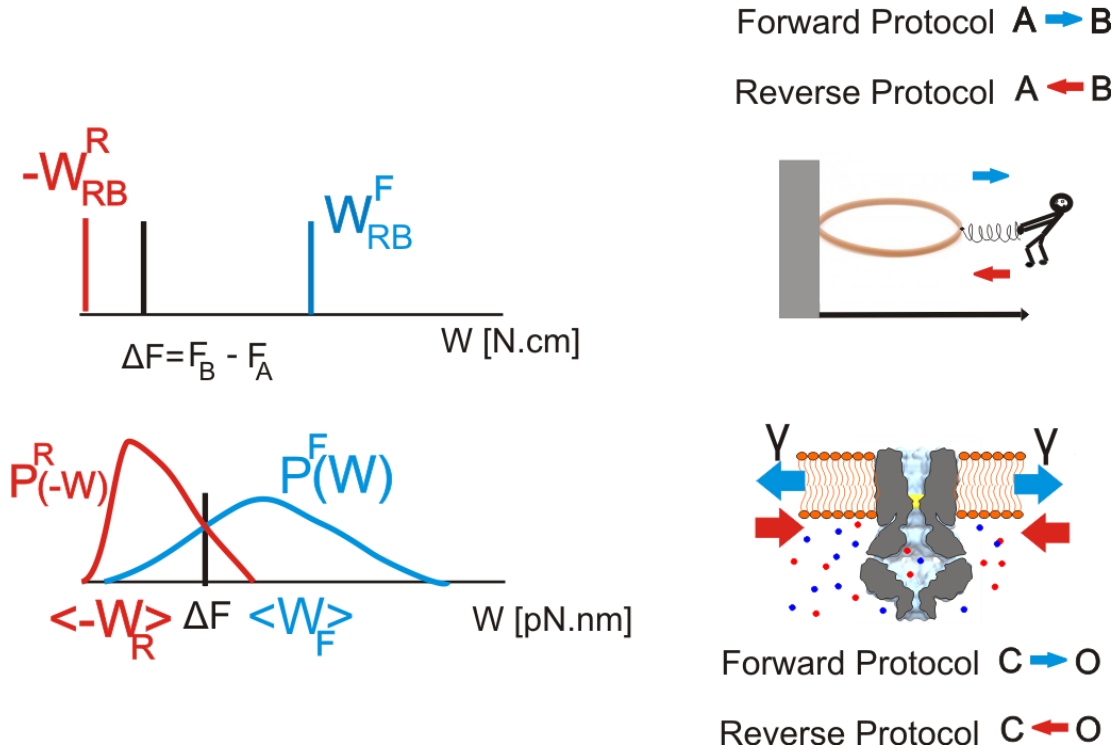 Forward Protocol A B
Reverse Protocol A B
-W^R_RB
W^F_RB
W [N.cm]
ΔF=F_B - F_A
P^R(-W)
P^F(W)
<-W_R> ΔF <W_F>
W [pN.nm]
γ γ
Forward Protocol C O
Reverse Protocol C O